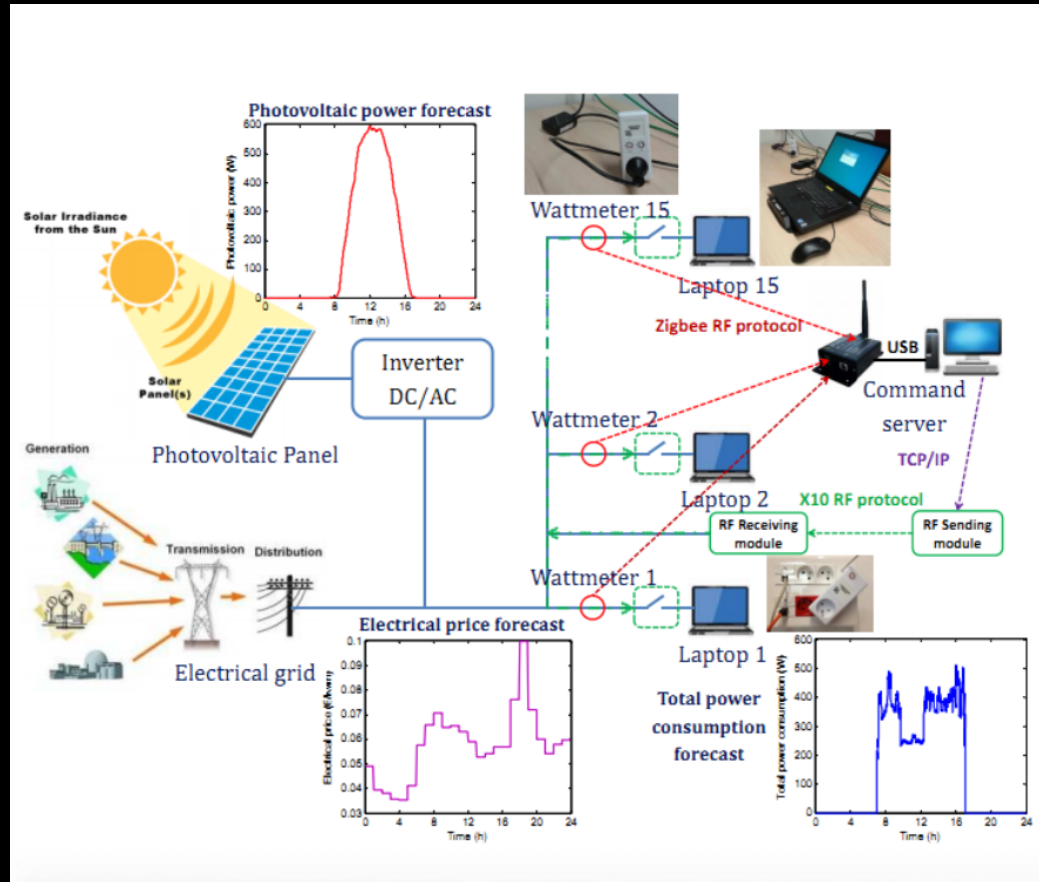 Photovoltaic power forecast
600
500
400
300
200
100
0
Photovoltaic power (W)
0 4 8 12 16 20 24
Time (h)
Solar Irradiance
from the Sun
Solar
Panel(s)
Photovoltaic Panel
Inverter
DC/AC
Generation
Transmission
Distribution
Electrical grid
Wattmeter 15
Laptop 15
Zigbee RF protocol
USB
Command
server
TCP/IP
Wattmeter 2
Laptop 2
X10 RF protocol
RF Receiving
module
RF Sending
module
Wattmeter 1
Laptop 1
Electrical price forecast
0.1
0.09
0.08
0.07
0.06
0.05
0.04
0.03
0 4 8 12 16 20 24
Time (h)
Total power
consumption
forecast
600
500
400
300
200
100
0
Total power consumption (W)
0 4 8 12 16 20 24
Time (h)